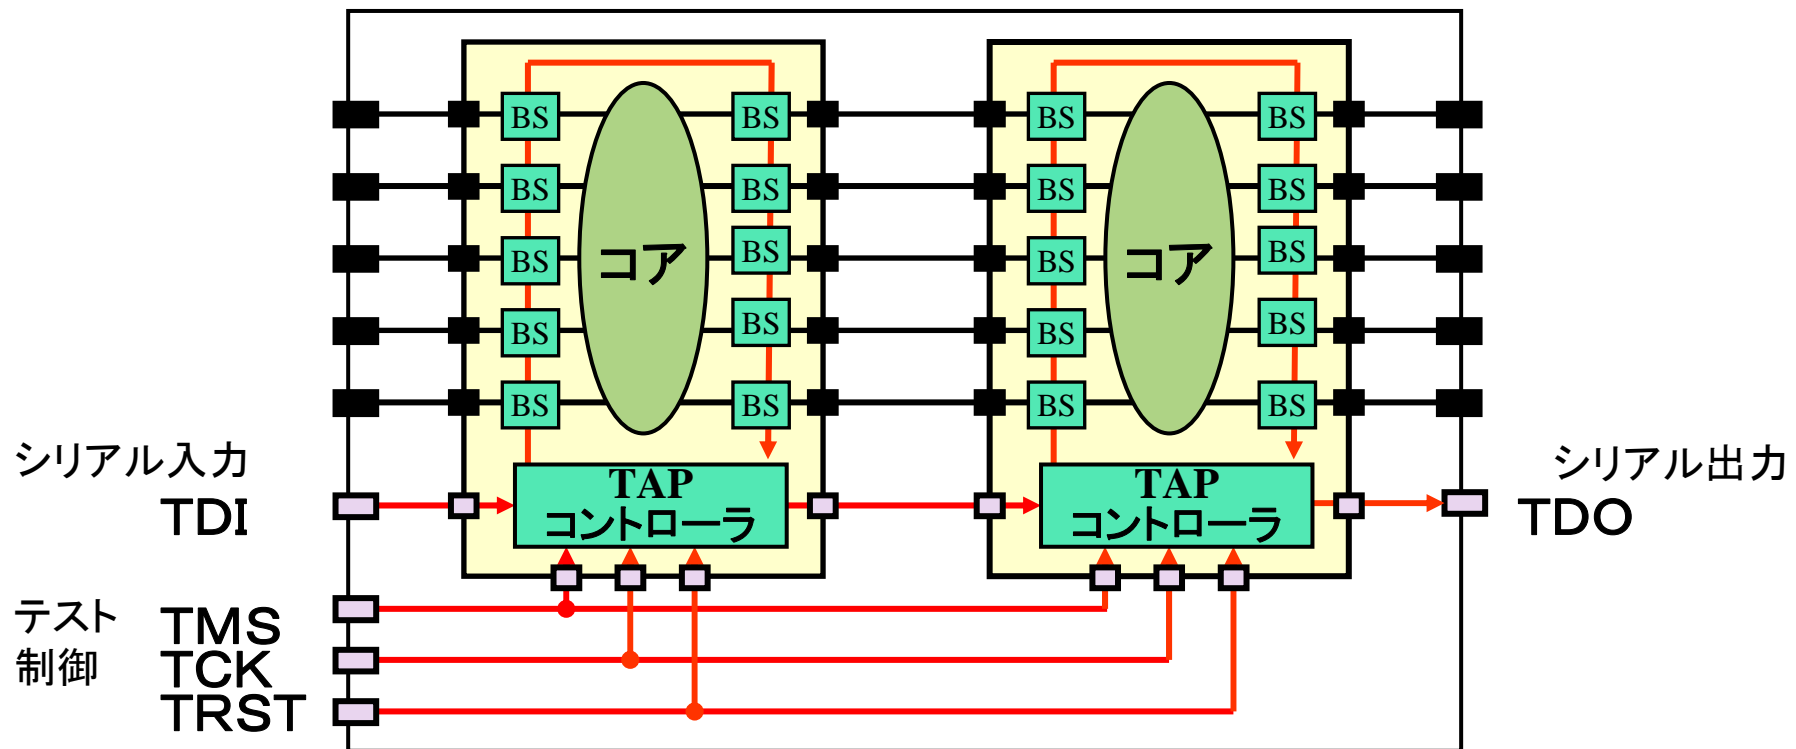 BS BS BS BS
BS BS BS BS
BS BS BS BS
コア コア
BS BS BS BS
BS BS BS BS
シリアル入力
TDI
TAP
コントローラ
TAP
コントローラ
シリアル出力
TDO
テスト
制御
TMS
TCK
TRST